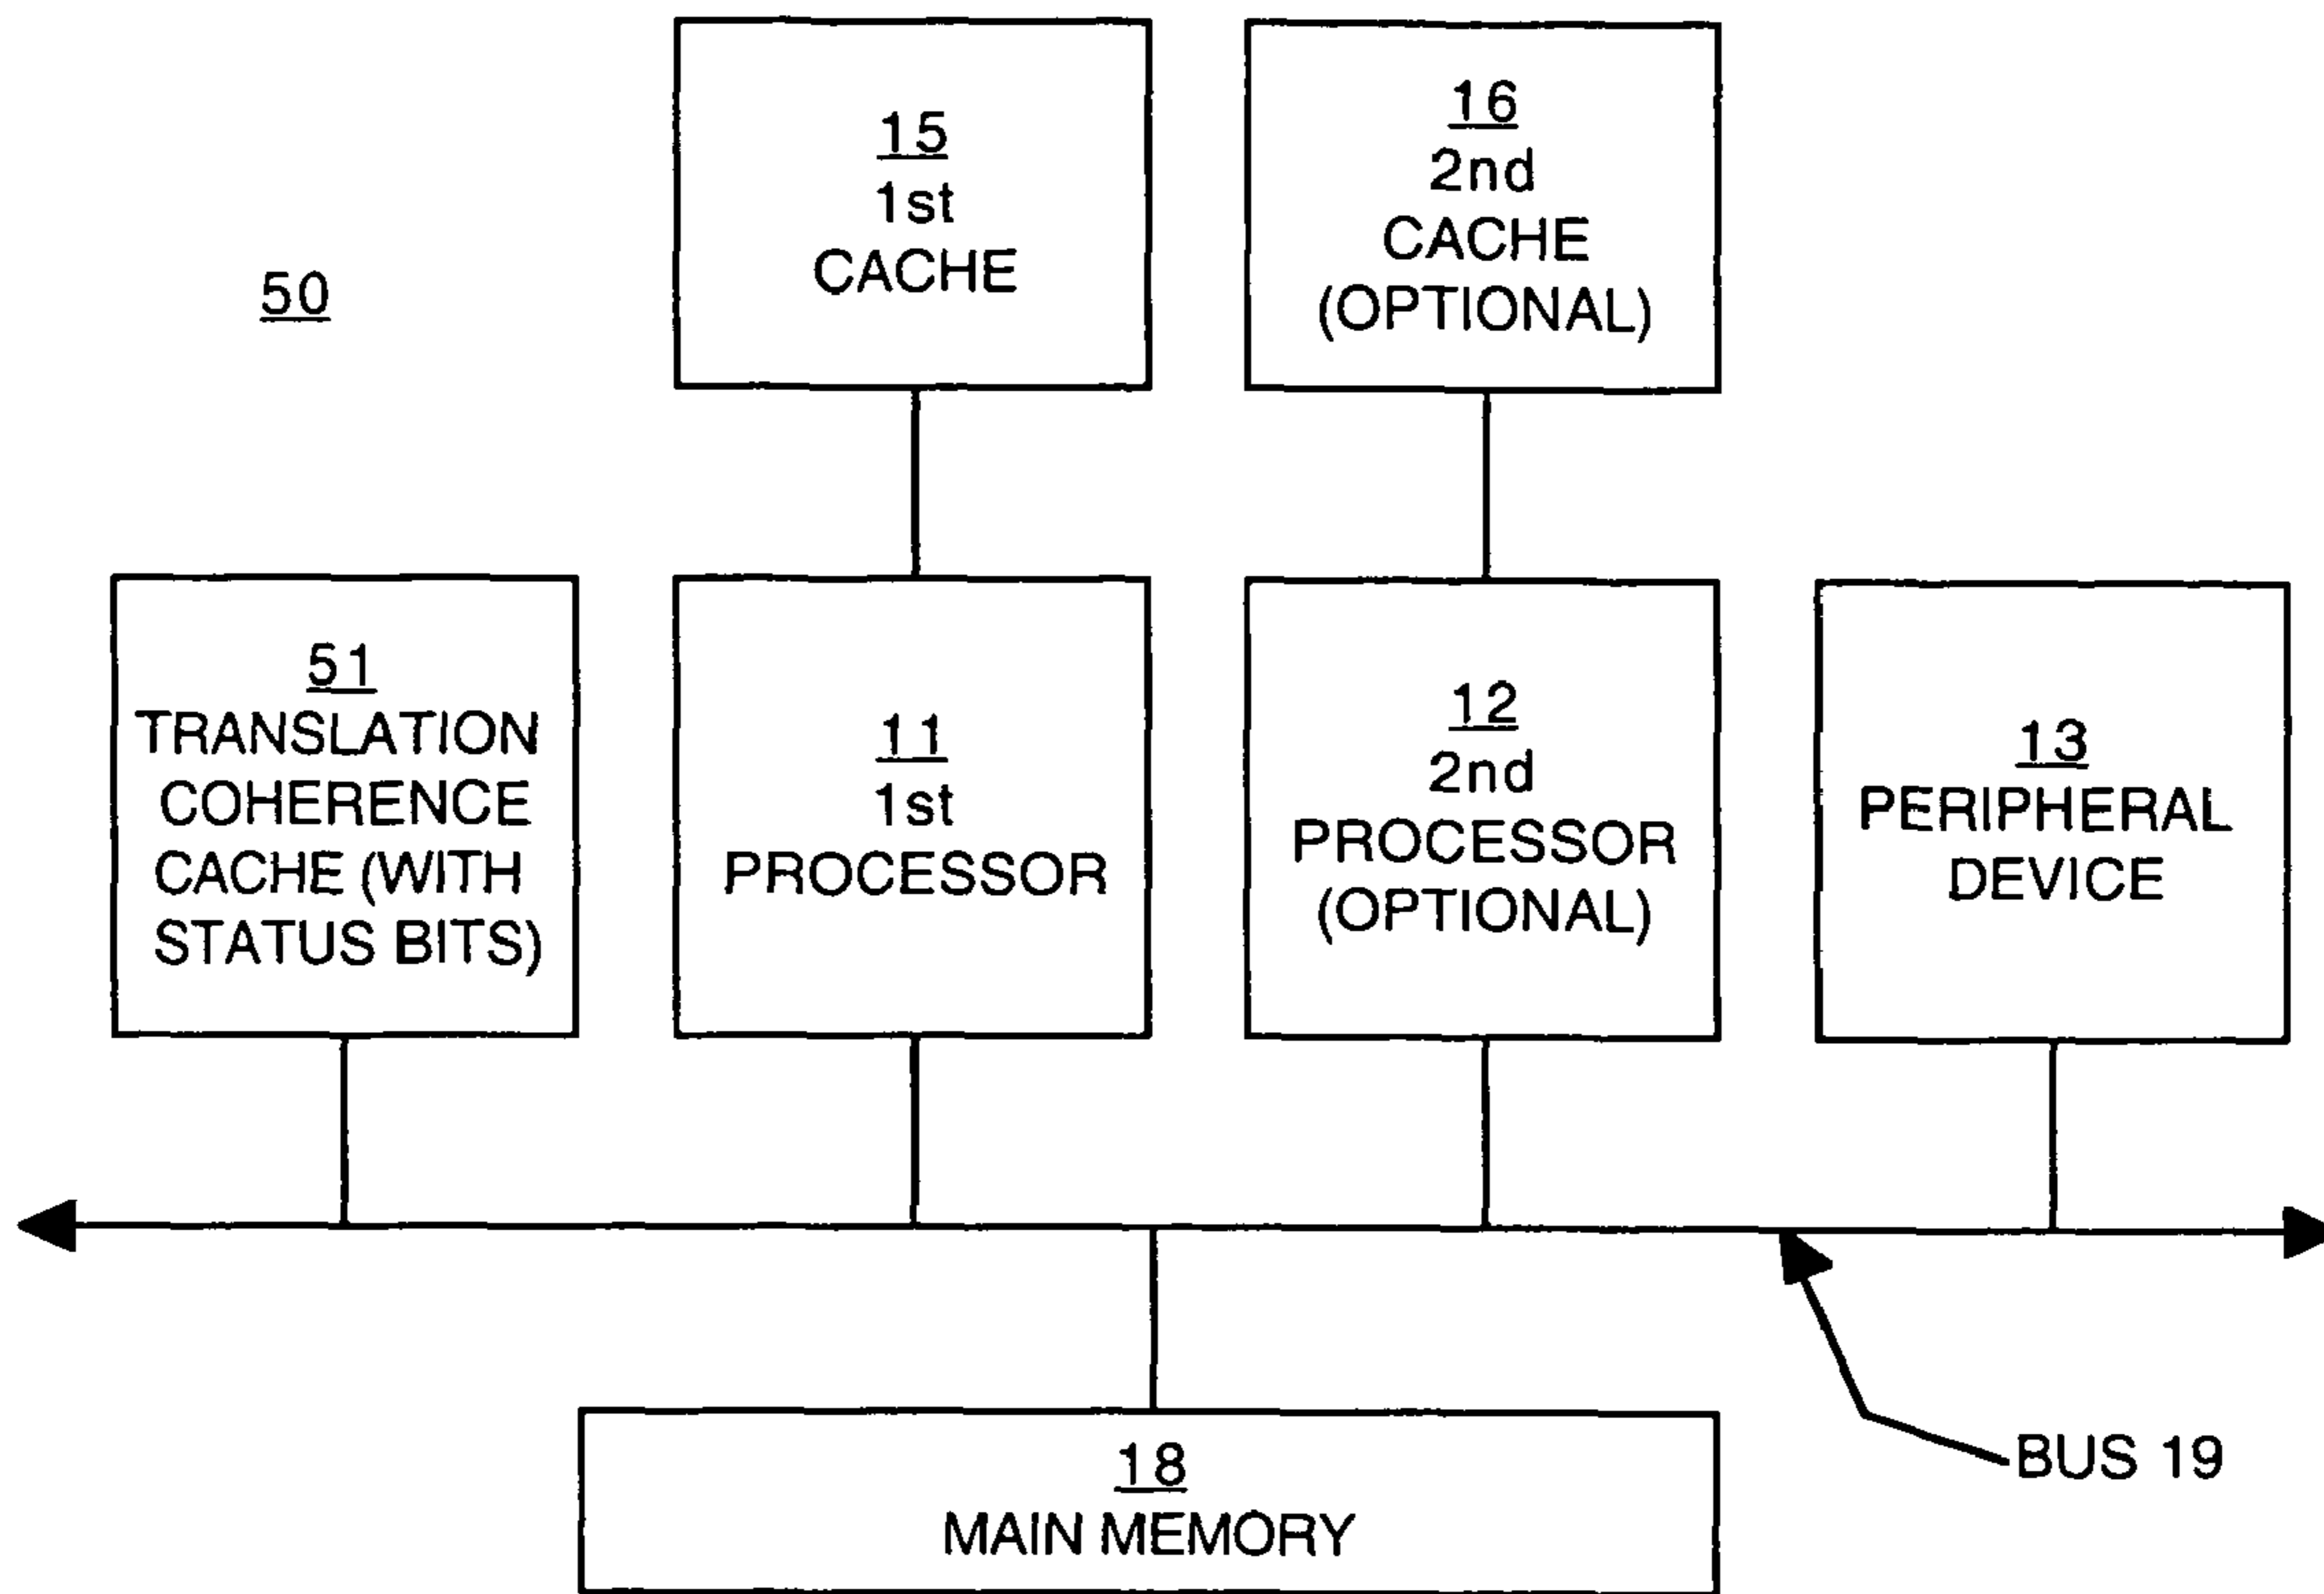 50
15
1st
CACHE
16
2nd
CACHE
(OPTIONAL)
51
TRANSLATION
COHERENCE
CACHE (WITH
STATUS BITS)
11
1st
PROCESSOR
12
2nd
PROCESSOR
(OPTIONAL)
13
PERIPHERAL
DEVICE
BUS 19
18
MAIN MEMORY